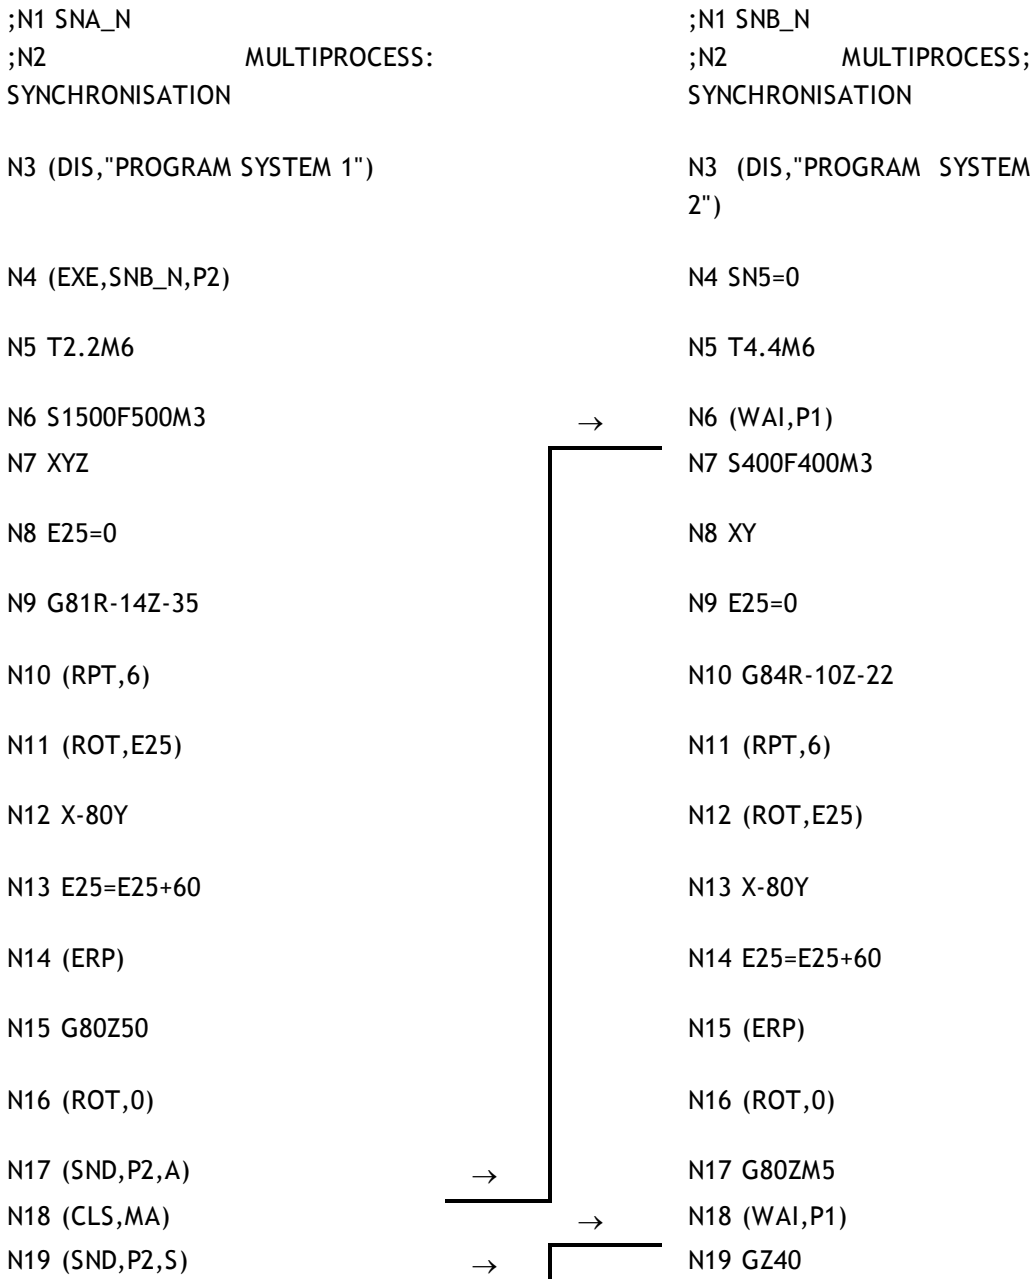 ;N1 SNA_N
;N2 MULTIPROCESS:
SYNCHRONISATION
N3 (DIS,"PROGRAM SYSTEM 1")
N4 (EXE,SNB_N,P2)
N5 T2.2M6
N6 S1500F500M3
N7 XYZ
N8 E25=0
N9 G81R-14Z-35
N10 (RPT,6)
N11 (ROT,E25)
N12 X-80Y
N13 E25=E25+60
N14 (ERP)
N15 G80Z50
N16 (ROT,0)
N17 (SND,P2,A) →
N18 (CLS,MA)
N19 (SND,P2,S) →
;N1 SNB_N
;N2 MULTIPROCESS;
SYNCHRONISATION
N3 (DIS,"PROGRAM SYSTEM
2")
N4 SN5=0
N5 T4.4M6
→ N6 (WAI,P1)
N7 S400F400M3
N8 XY
N9 E25=0
N10 G84R-10Z-22
N11 (RPT,6)
N12 (ROT,E25)
N13 X-80Y
N14 E25=E25+60
N15 (ERP)
N16 (ROT,0)
N17 G80ZM5
→ N18 (WAI,P1)
N19 GZ40